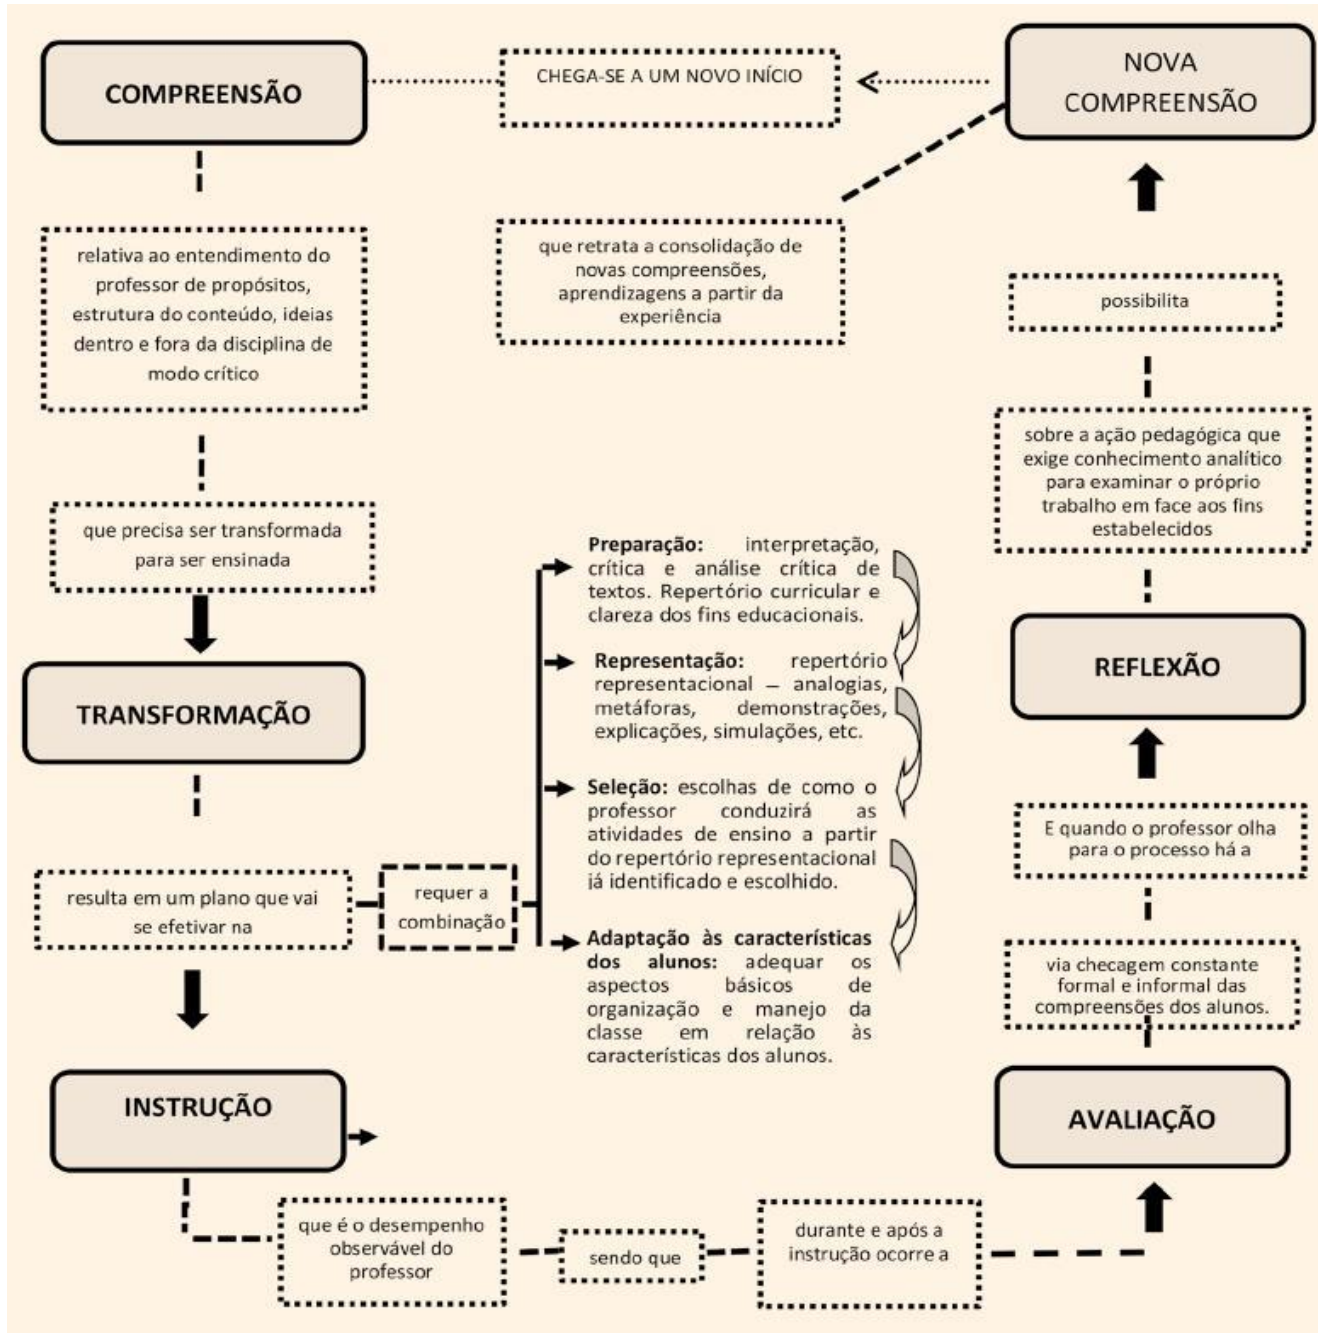 COMPREENSÃO
relativa ao entendimento do
professor de propósitos,
estrutura do conteúdo, ideias
dentro e fora da disciplina de
modo crítico
que precisa ser transformada
para ser ensinada
TRANSFORMAÇÃO
resulta em um plano que vai
se efetivar na
requer a
combinação
Preparação: interpretação,
crítica e análise crítica de
textos. Repertório curricular e
clareza dos fins educacionais.
Representação: repertório
representacional – analogias,
metáforas, demonstrações,
explicações, simulações, etc.
Seleção: escolhas de como o
professor conduzirá as
atividades de ensino a partir
do repertório representacional
já identificado e escolhido.
Adaptação às características
dos alunos: adequar os
aspectos básicos de
organização e manejo da
classe em relação às
características dos alunos.
INSTRUÇÃO
que é o desempenho
observável do
professor
sendo que
durante e após a
instrução ocorre a
AVALIAÇÃO
via checagem constante
formal e informal das
compreensões dos alunos.
E quando o professor olha
para o processo há a
REFLEXÃO
sobre a ação pedagógica que
exige conhecimento analítico
para examinar o próprio
trabalho em face aos fins
estabelecidos
possibilita
NOVA
COMPREENSÃO
que retrata a consolidação de
novas compreensões,
aprendizagens a partir da
experiência
CHEGA-SE A UM NOVO INÍCIO